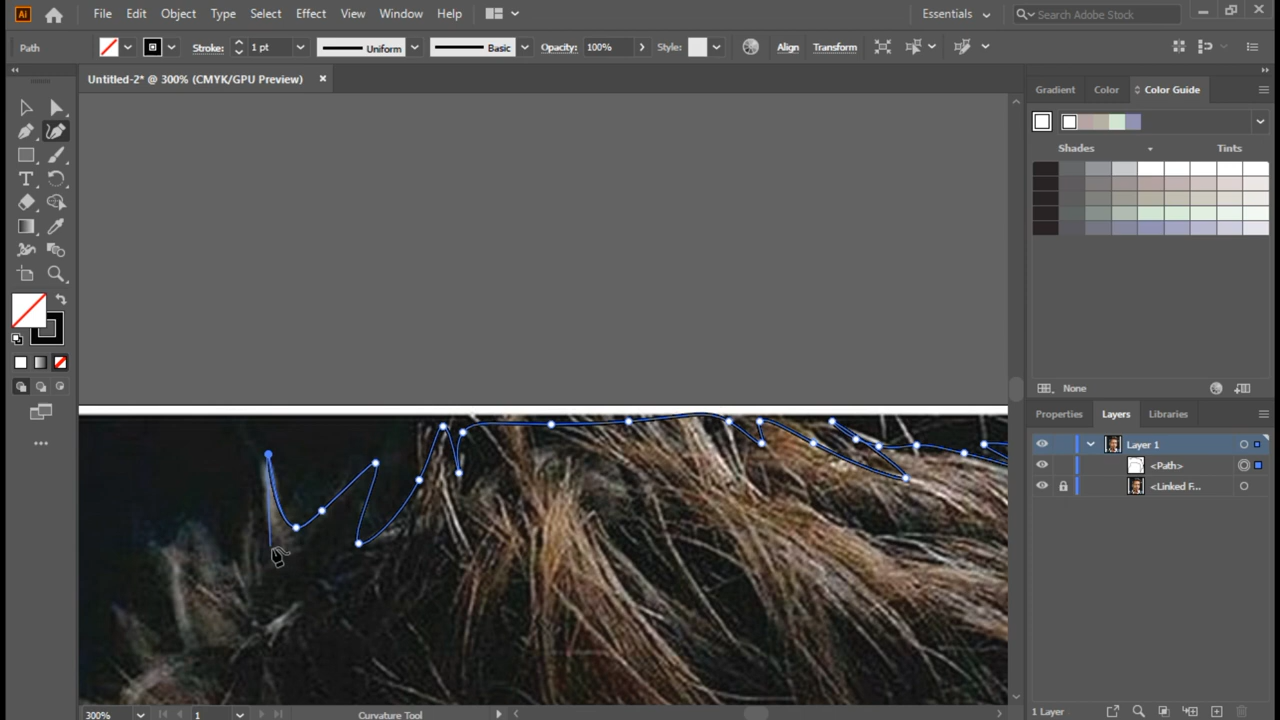 Ai File Edit Object Type Select Effect View Window Help Essentials Search Adobe Stock
Path Stroke: 1 pt Uniform Basic Opacity: 100% Style: Align Transform
Untitled-2* @ 300% (CMYK/GPU Preview) ×
Gradient Color Color Guide
Shades Tints
None
Properties Layers Libraries
Layer 1
<Path>
<Linked F...
1 Layer
300% 1 Curvature Tool